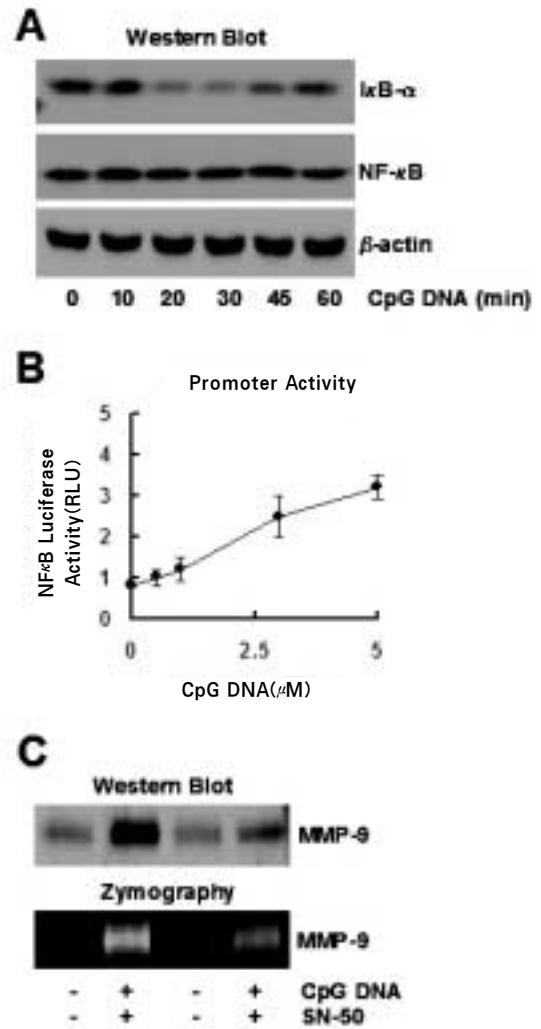 A
Western Blot
IκB-α
NF-κB
β-actin
0 10 20 30 45 60 CpG DNA (min)
B
Promoter Activity
NFκB Luciferase
Activity(RLU)
5
4
3
2
1
0
0 2.5 5
CpG DNA(μM)
C
Western Blot
MMP-9
Zymography
MMP-9
- + - + CpG DNA
- + - + SN-50